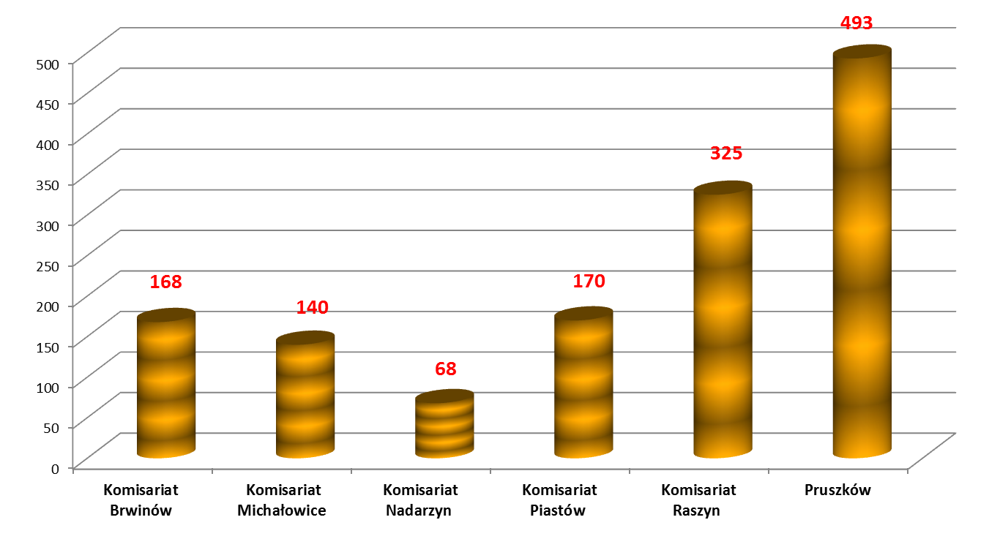 493
500
450
400
350
300
250
200
150
100
50
0
325
168
140
170
68
Komisariat
Brwinów
Komisariat
Michałowice
Komisariat
Nadarzyn
Komisariat
Piastów
Komisariat
Raszyn
Pruszków